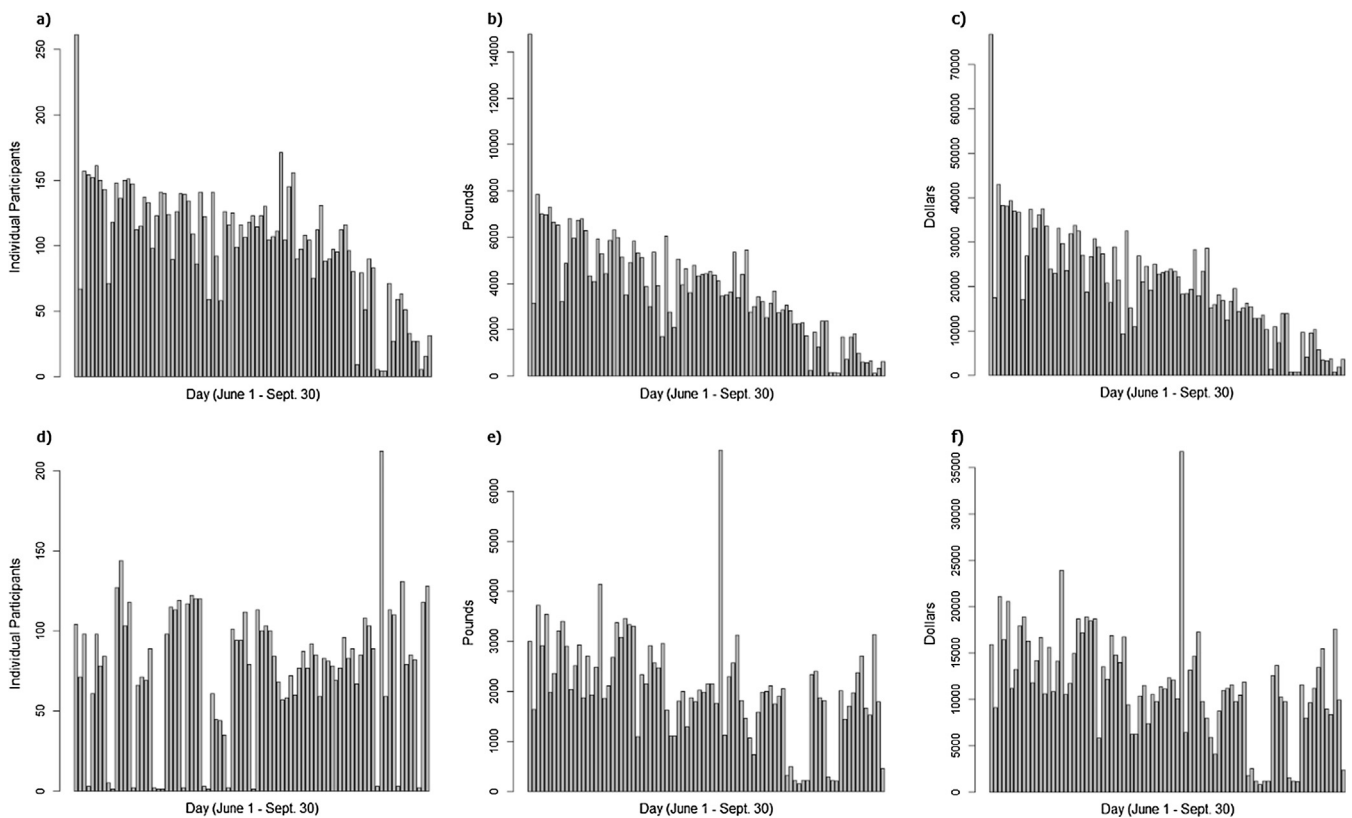 a)
250
200
150
100
50
0
Individual Participants
Day (June 1 - Sept. 30)
b)
14000
12000
10000
8000
6000
4000
2000
0
Pounds
Day (June 1 - Sept. 30)
c)
70000
60000
50000
40000
30000
20000
10000
0
Dollars
Day (June 1 - Sept. 30)
d)
200
150
100
50
0
Individual Participants
Day (June 1 - Sept. 30)
e)
6000
5000
4000
3000
2000
1000
0
Pounds
Day (June 1 - Sept. 30)
f)
35000
30000
25000
20000
15000
10000
5000
0
Dollars
Day (June 1 - Sept. 30)